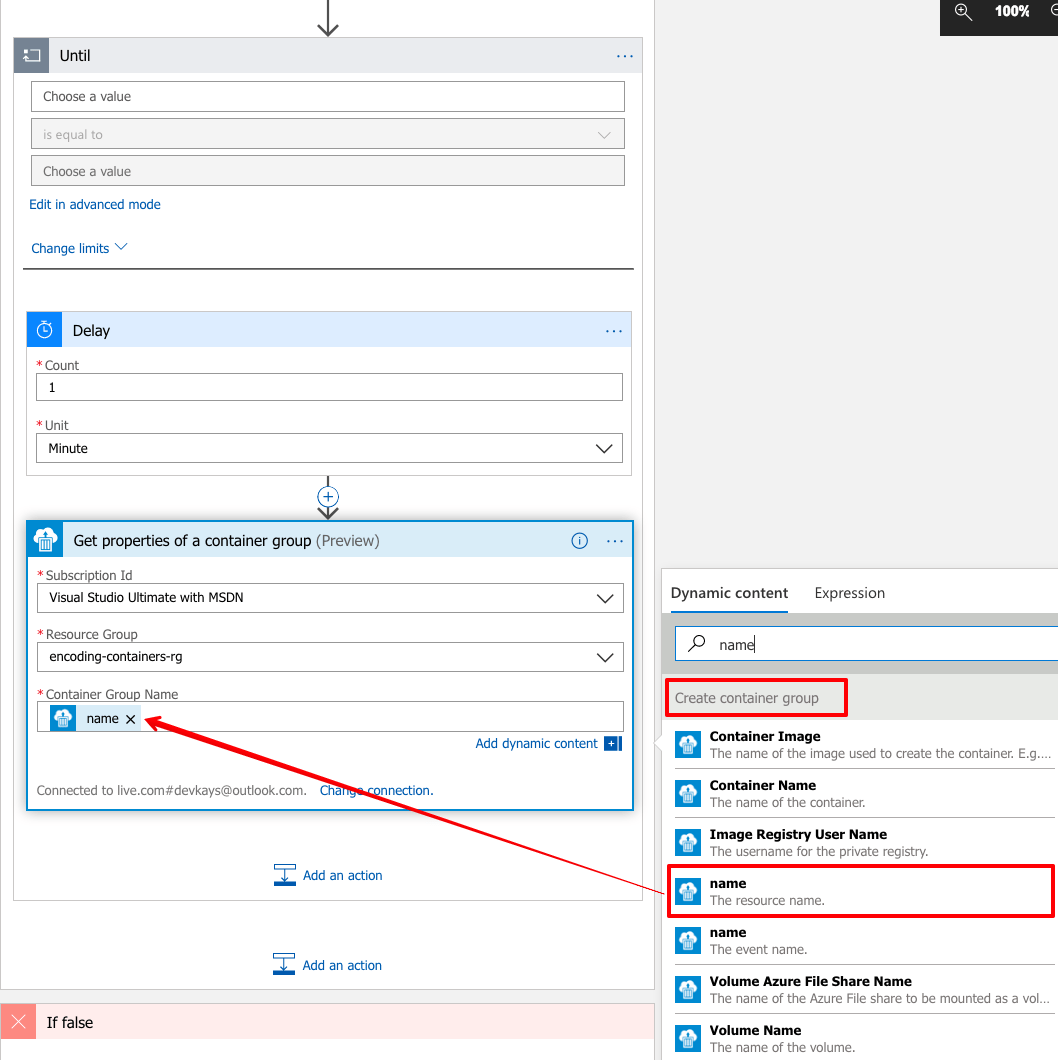 100%
Until
Choose a value
is equal to
Choose a value
Edit in advanced mode
Change limits
Delay
* Count
1
* Unit
Minute
Get properties of a container group (Preview)
* Subscription Id
Visual Studio Ultimate with MSDN
* Resource Group
encoding-containers-rg
* Container Group Name
name
Add dynamic content
Connected to live.com#devkays@outlook.com. Change connection.
Add an action
Add an action
If false
Dynamic content Expression
name
Create container group
Container Image
The name of the image used to create the container. E.g....
Container Name
The name of the container.
Image Registry User Name
The username for the private registry.
name
The resource name.
name
The event name.
Volume Azure File Share Name
The name of the Azure File share to be mounted as a vol...
Volume Name
The name of the volume.